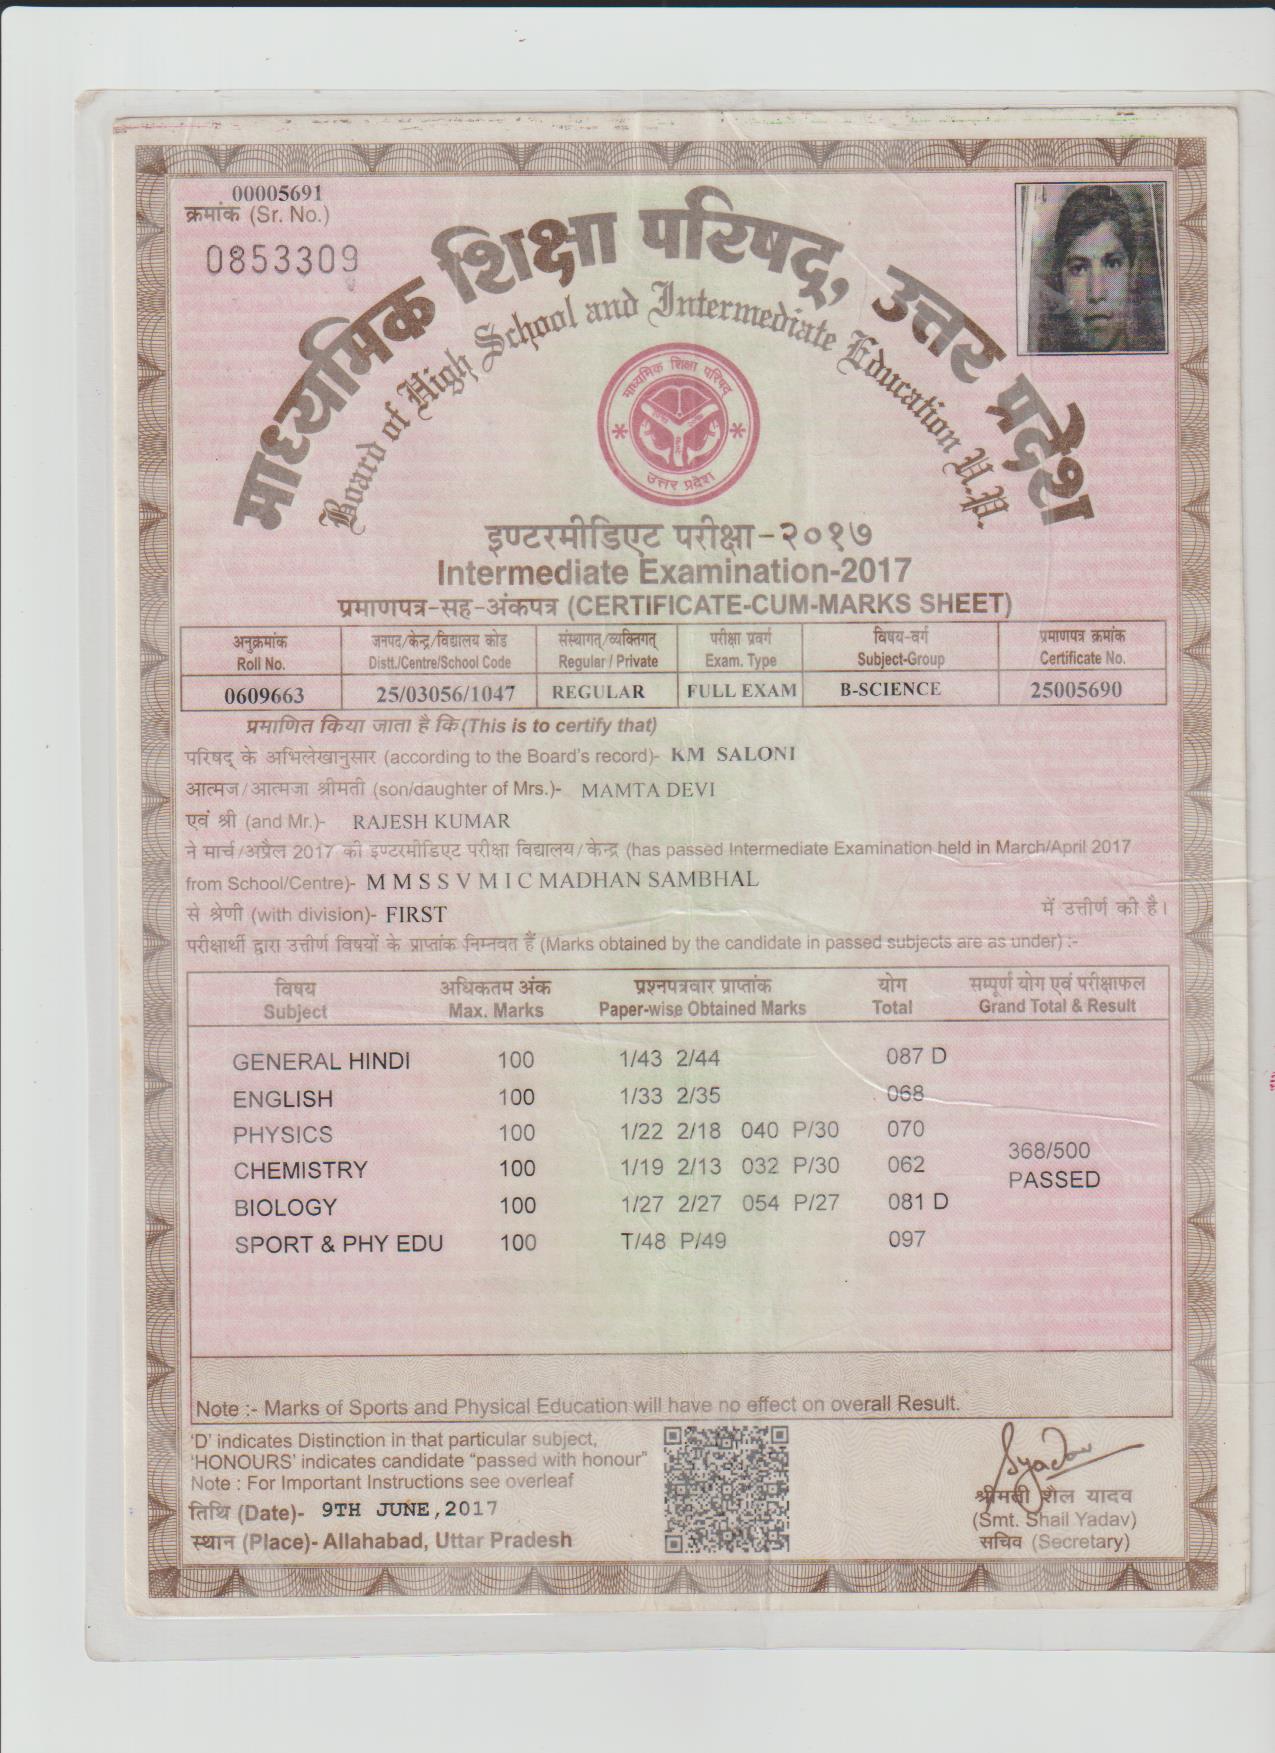 00005691
क्रमांक (Sr. No.)
0853309
माध्यमिक शिक्षा परिषद्, उत्तर प्रदेश
Board of High School and Intermediate Education U.P.
माध्यमिक शिक्षा परिषद्
उत्तर प्रदेश
इण्टरमीडिएट परीक्षा-२०१७
Intermediate Examination-2017
प्रमाणपत्र-सह-अंकपत्र (CERTIFICATE-CUM-MARKS SHEET)
अनुक्रमांक जनपद/केन्द्र/विद्यालय कोड संस्थागत्/व्यक्तिगत् परीक्षा प्रवर्ग विषय-वर्ग प्रमाणपत्र क्रमांक
Roll No. Distt./Centre/School Code Regular / Private Exam. Type Subject-Group Certificate No.
0609663 25/03056/1047 REGULAR FULL EXAM B-SCIENCE 25005690
प्रमाणित किया जाता है कि (This is to certify that)
परिषद् के अभिलेखानुसार (according to the Board's record)- KM SALONI
आत्मज/आत्मजा श्रीमती (son/daughter of Mrs.)- MAMTA DEVI
एवं श्री (and Mr.)- RAJESH KUMAR
ने मार्च/अप्रैल 2017 की इण्टरमीडिएट परीक्षा विद्यालय/केन्द्र (has passed Intermediate Examination held in March/April 2017
from School/Centre)- M M S S V M I C MADHAN SAMBHAL
से श्रेणी (with division)- FIRST में उत्तीर्ण की है।
परीक्षार्थी द्वारा उत्तीर्ण विषयों के प्राप्तांक निम्नवत हैं (Marks obtained by the candidate in passed subjects are as under) :-
विषय अधिकतम अंक प्रश्नपत्रवार प्राप्तांक योग सम्पूर्ण योग एवं परीक्षाफल
Subject Max. Marks Paper-wise Obtained Marks Total Grand Total & Result
GENERAL HINDI 100 1/43 2/44 087 D
ENGLISH 100 1/33 2/35 068
PHYSICS 100 1/22 2/18 040 P/30 070
368/500
CHEMISTRY 100 1/19 2/13 032 P/30 062
PASSED
BIOLOGY 100 1/27 2/27 054 P/27 081 D
SPORT & PHY EDU 100 T/48 P/49 097
Note :- Marks of Sports and Physical Education will have no effect on overall Result.
'D' indicates Distinction in that particular subject,
'HONOURS' indicates candidate "passed with honour"
Note : For Important Instructions see overleaf
तिथि (Date)- 9TH JUNE,2017
स्थान (Place)- Allahabad, Uttar Pradesh
Syadav
श्रीमती शैल यादव
(Smt. Shail Yadav)
सचिव (Secretary)